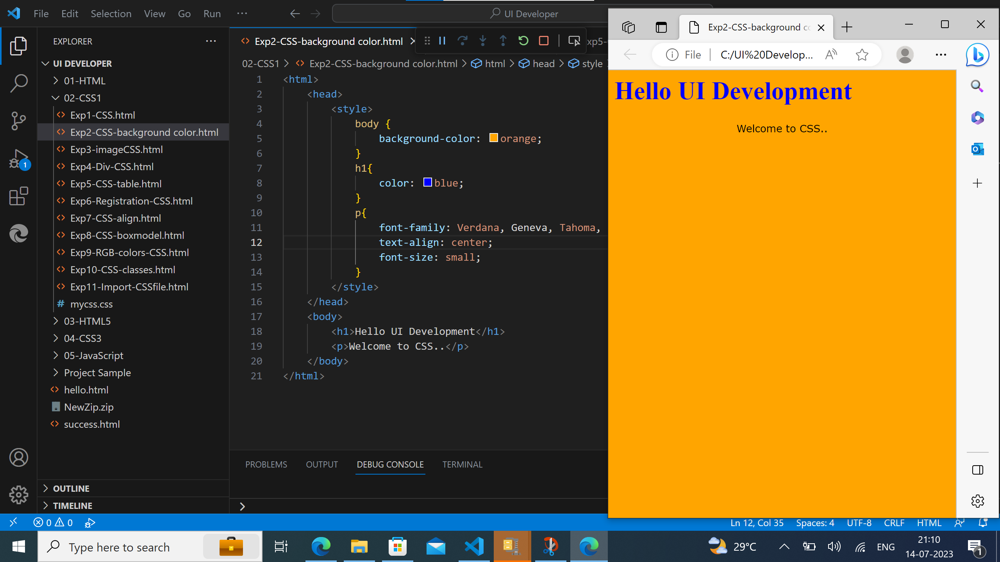 File Edit Selection View Go Run ··· UI Developer
EXPLORER ···
UI DEVELOPER
01-HTML
02-CSS1
Exp1-CSS.html
Exp2-CSS-background color.html
Exp3-imageCSS.html
Exp4-Div-CSS.html
Exp5-CSS-table.html
Exp6-Registration-CSS.html
Exp7-CSS-align.html
Exp8-CSS-boxmodel.html
Exp9-RGB-colors-CSS.html
Exp10-CSS-classes.html
Exp11-Import-CSSfile.html
# mycss.css
03-HTML5
04-CSS3
05-JavaScript
Project Sample
hello.html
NewZip.zip
success.html
OUTLINE
TIMELINE
1
Exp2-CSS-background color.html xp5-
02-CSS1 > Exp2-CSS-background color.html > html > head > style
1 <html>
2 <head>
3 <style>
4 body {
5 background-color: orange;
6 }
7 h1{
8 color: blue;
9 }
10 p{
11 font-family: Verdana, Geneva, Tahoma,
12 text-align: center;
13 font-size: small;
14 }
15 </style>
16 </head>
17 <body>
18 <h1>Hello UI Development</h1>
19 <p>Welcome to CSS..</p>
20 </body>
21 </html>
PROBLEMS OUTPUT DEBUG CONSOLE TERMINAL
>
Exp2-CSS-background
File C:/UI%20Develop...
Hello UI Development
Welcome to CSS..
0 0 Ln 12, Col 35 Spaces: 4 UTF-8 CRLF HTML
Type here to search 29°C ENG 21:10
14-07-2023
1